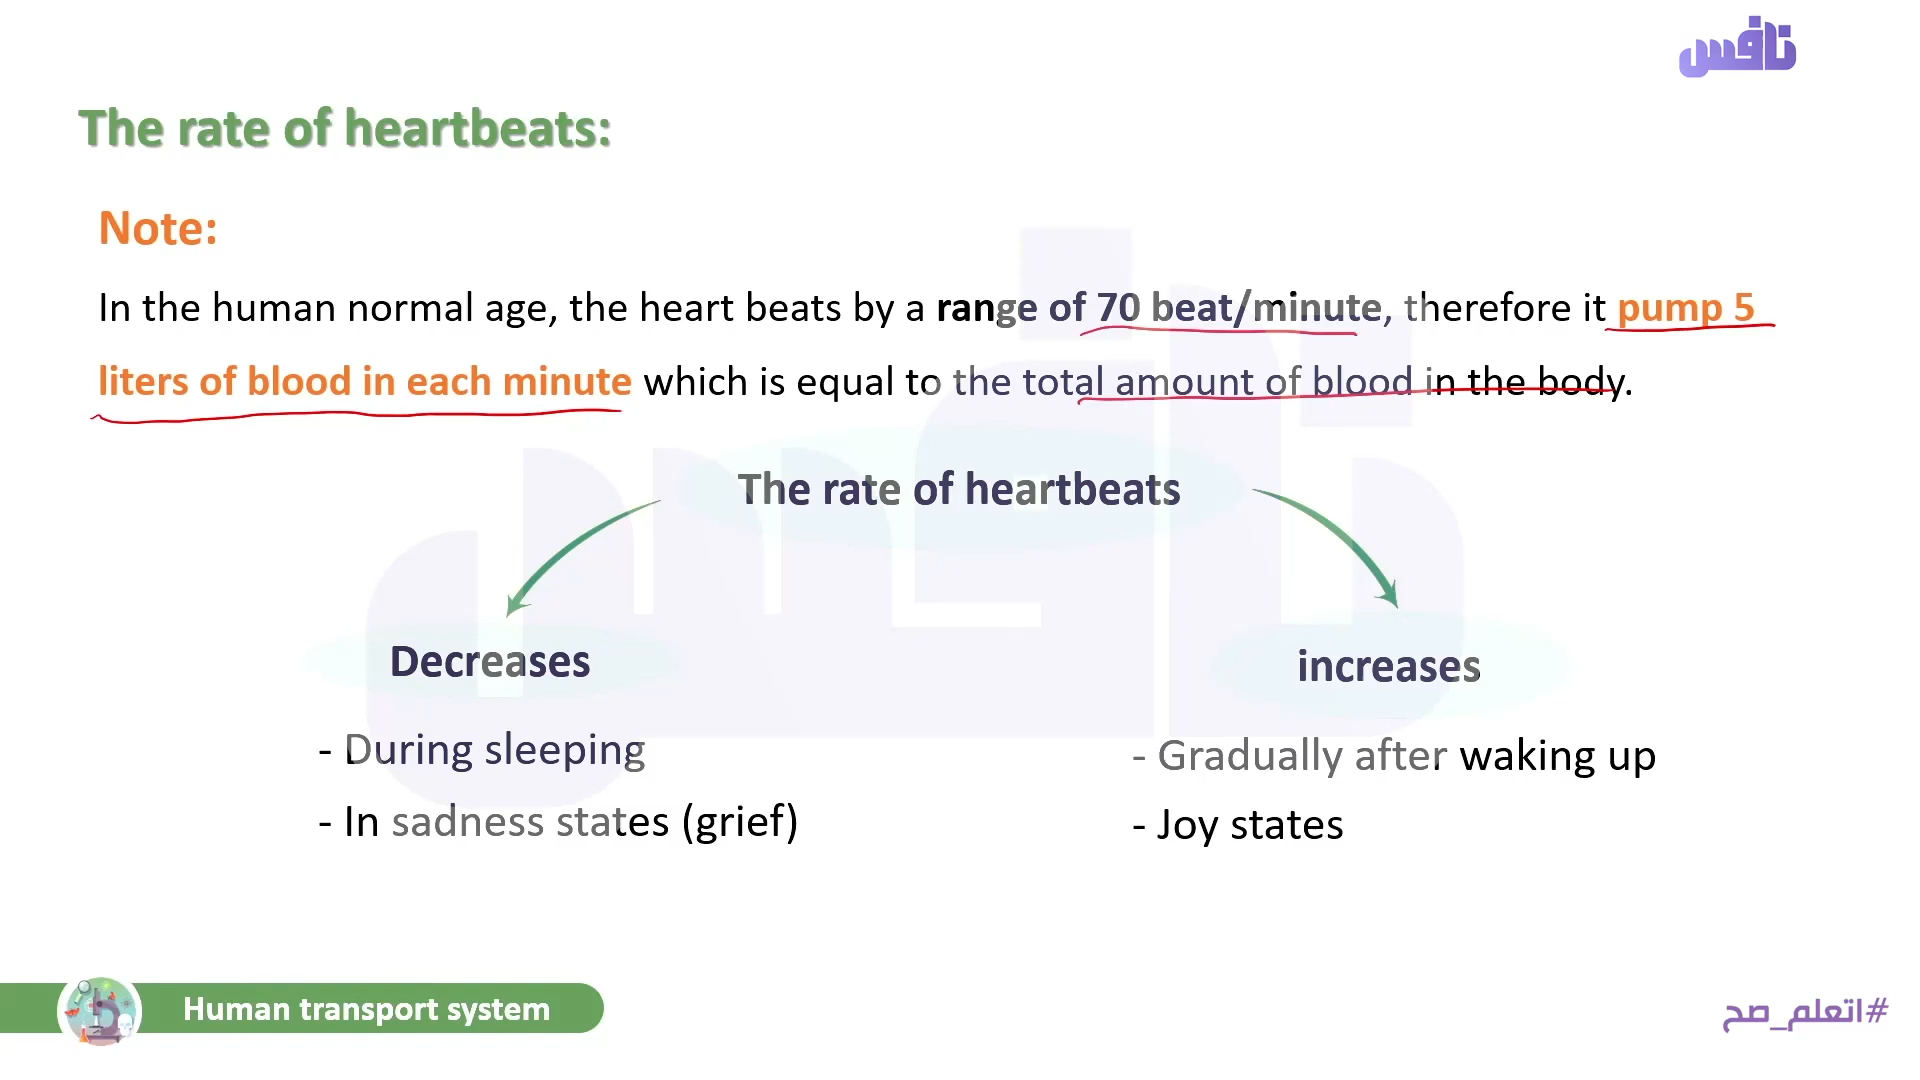 نافس
The rate of heartbeats:
Note:
In the human normal age, the heart beats by a range of 70 beat/minute, therefore it pump 5
liters of blood in each minute which is equal to the total amount of blood in the body.
The rate of heartbeats
Decreases
- During sleeping
- In sadness states (grief)
increases
- Gradually after waking up
- Joy states
Human transport system
#اتعلم_صح